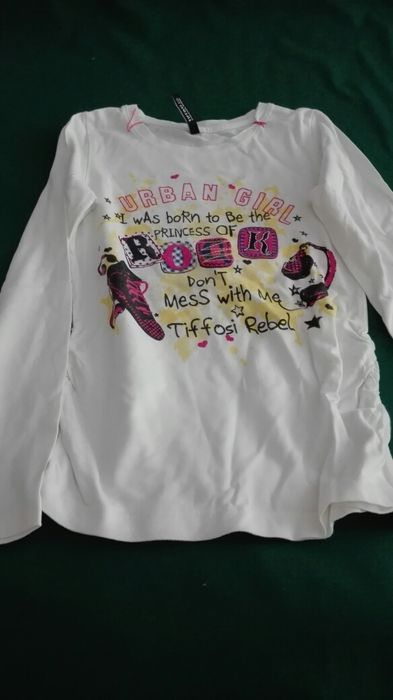 URBAN GIRL
I wAs boRN to Be the
PRINCESS OF
ROCK
DoN'T
Mess with Me
Tiffosi Rebel